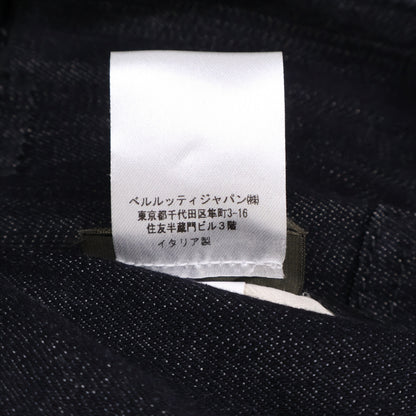 ベルルッティジャパン㈱
東京都千代田区隼町3-16
住友半蔵門ビル3階
イタリア製